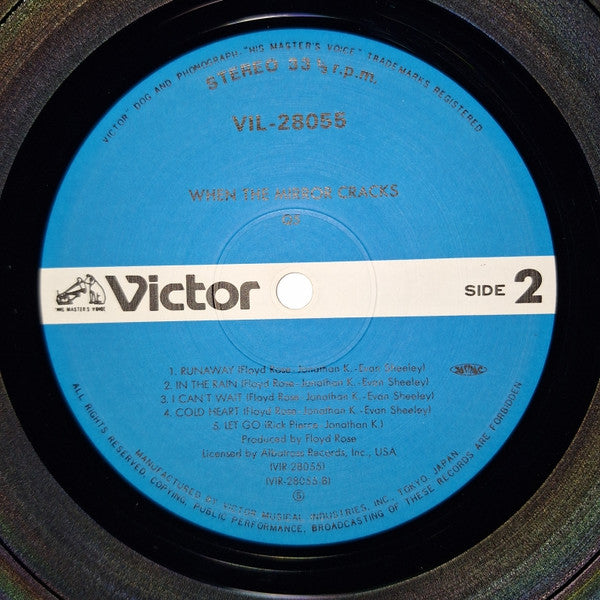 VICTOR, DOG AND PHONOGRAPH, "HIS MASTER'S VOICE" TRADEMARKS REGISTERED
STEREO 33 ⅓ r.p.m.
VIL-28055
WHEN THE MIRROR CRACKS
Victor
"HIS MASTER'S VOICE"
SIDE 2
1. RUNAWAY (Floyd Rose-Jonathan K.-Evan Sheeley)
2. IN THE RAIN (Floyd Rose-Jonathan K.-Evan Sheeley)
3. I CAN'T WAIT (Floyd Rose-Jonathan K.-Evan Sheeley)
4. COLD HEART (Floyd Rose-Jonathan K.-Evan Sheeley)
5. LET GO (Rick Pierce-Jonathan K.)
Produced by Floyd Rose
Licensed by Albatross Records, Inc., USA
(VIR-28055)
(VIR-28055-B)
ALL RIGHTS RESERVED. COPYING, PUBLIC PERFORMANCE, BROADCASTING OF THESE RECORDS ARE FORBIDDEN
MANUFACTURED BY VICTOR MUSICAL INDUSTRIES, INC., TOKYO, JAPAN.